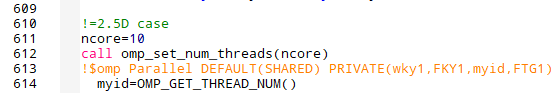 609
610 !=2.5D case
611 ncore=10
612 call omp_set_num_threads(ncore)
613 !$omp Parallel DEFAULT(SHARED) PRIVATE(wky1,FKY1,myid,FTG1)
614 myid=OMP_GET_THREAD_NUM()